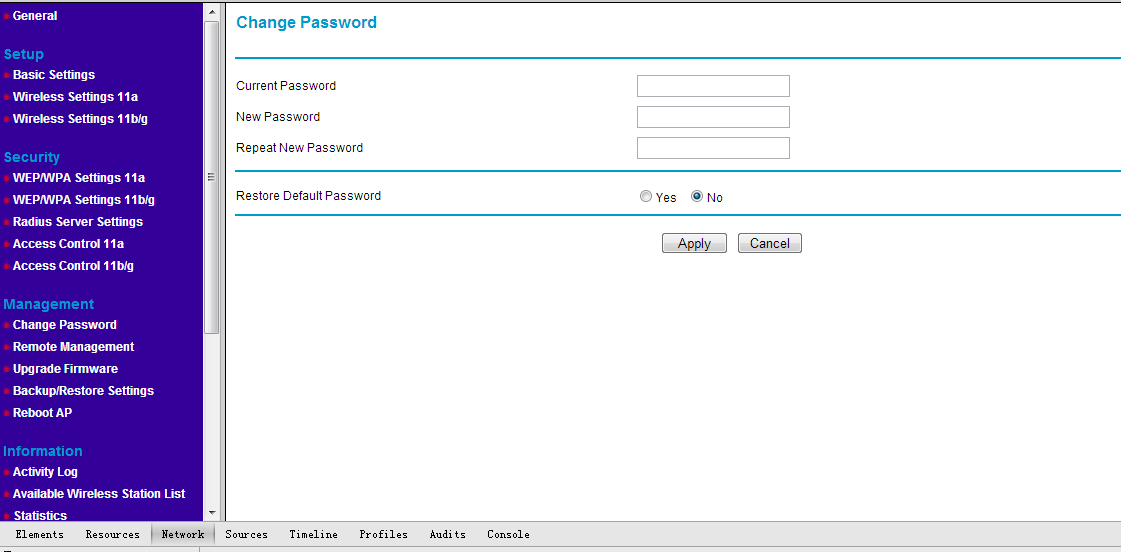 General
Setup
Basic Settings
Wireless Settings 11a
Wireless Settings 11b/g
Security
WEP/WPA Settings 11a
WEP/WPA Settings 11b/g
Radius Server Settings
Access Control 11a
Access Control 11b/g
Management
Change Password
Remote Management
Upgrade Firmware
Backup/Restore Settings
Reboot AP
Information
Activity Log
Available Wireless Station List
Statistics
Change Password
Current Password
New Password
Repeat New Password
Restore Default Password Yes No
Apply Cancel
Elements Resources Network Sources Timeline Profiles Audits Console